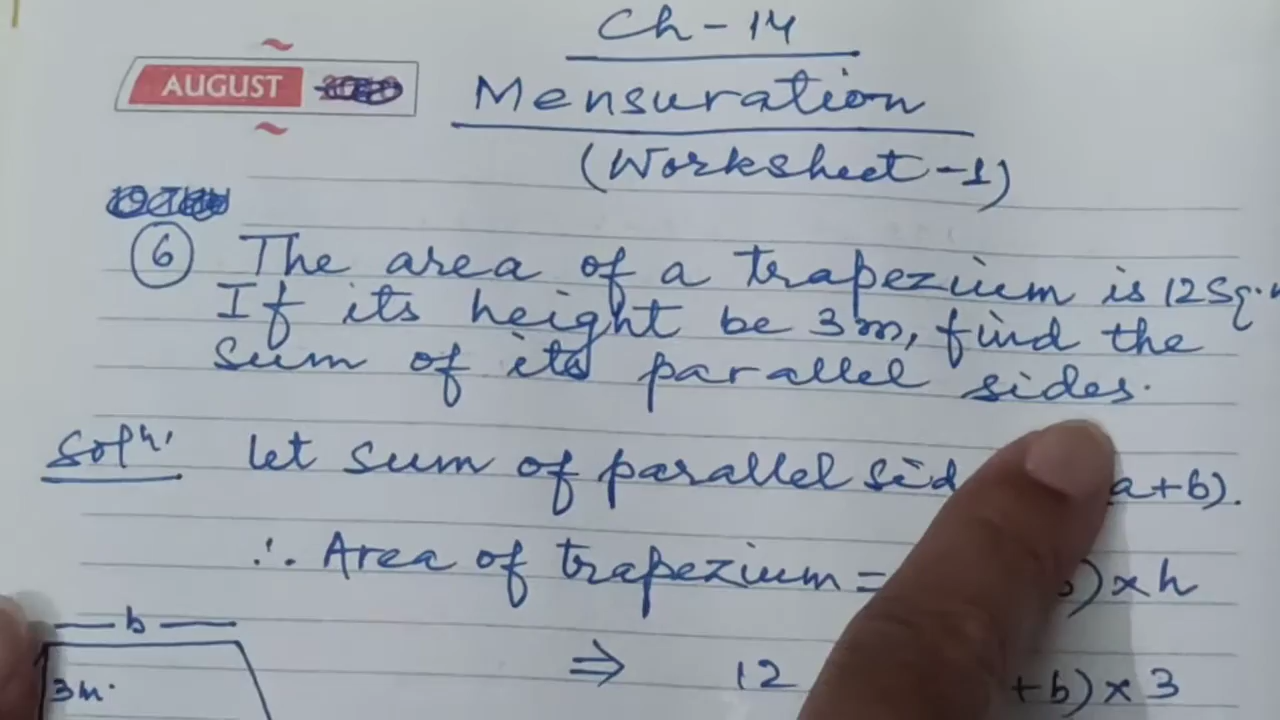 Ch - 14
AUGUST
Mensuration
(Worksheet - 1)
6 The area of a trapezium is 12 Sq.
If its height be 3m, find the
sum of its parallel sides.
Soln. let sum of parallel (a+b).
∴ Area of trapezium = ) × h
b
⇒ 12 +b) × 3
3m.